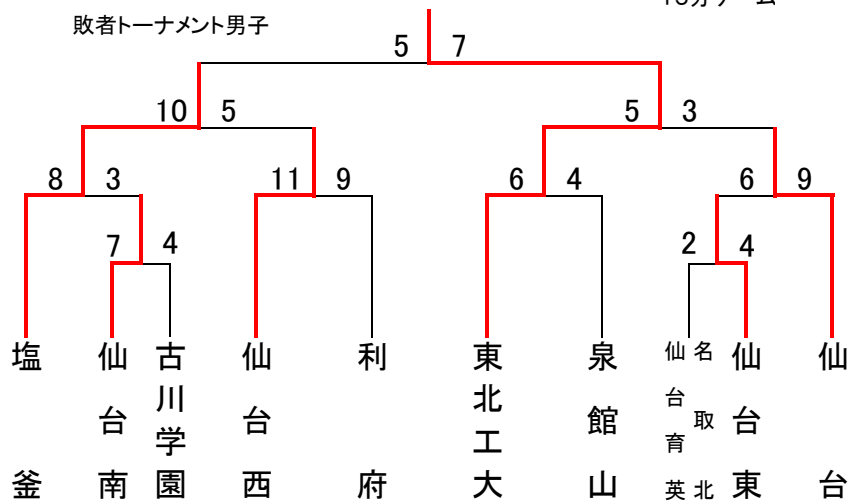 敗者トーナメント男子
5 7
10 5
5 3
8 3
11 9
6 4
6 9
7 4
2 4
塩釜
仙台南
古川学園
仙台西
利府
東北工大
泉館山
仙台育英
名取北
仙台東
仙台